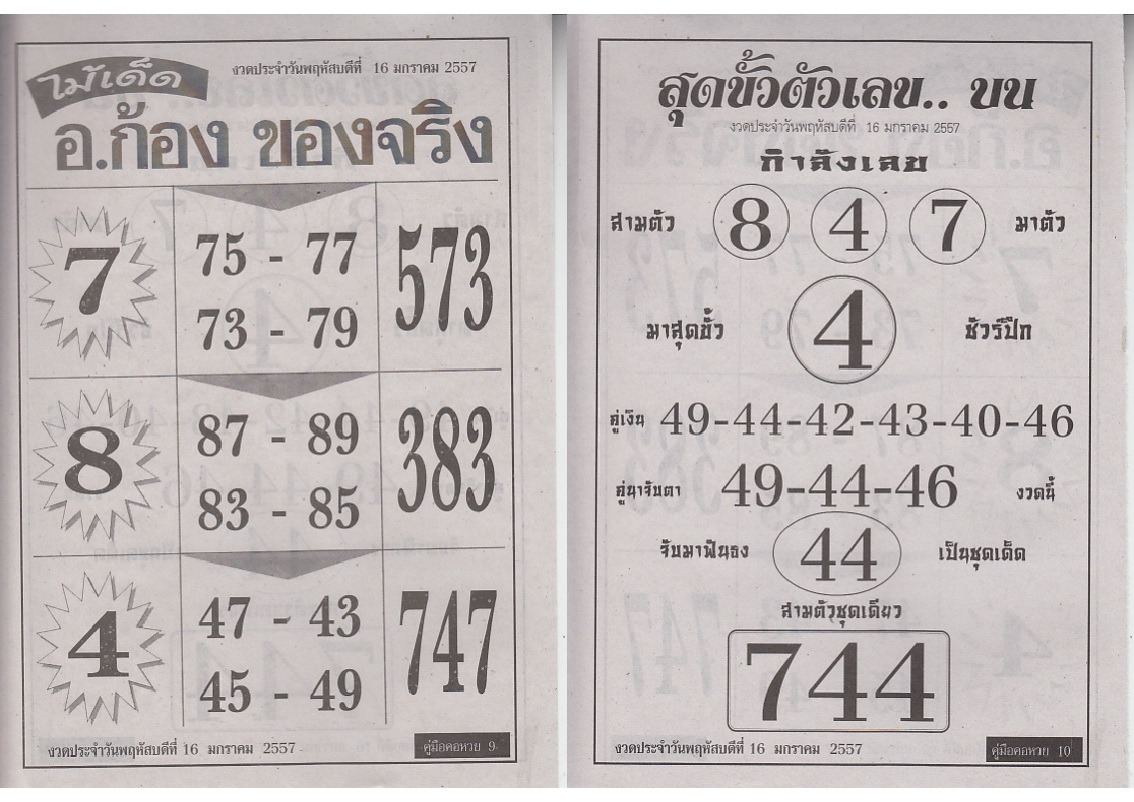 ไม้เด็ด
งวดประจำวันพฤหัสบดีที่ 16 มกราคม 2557
อ.ก้อง ของจริง
7
75 - 77
73 - 79
573
8
87 - 89
83 - 85
383
4
47 - 43
45 - 49
747
งวดประจำวันพฤหัสบดีที่ 16 มกราคม 2557
คู่มือคอหวย 9
สุดขั้วตัวเลข.. บน
งวดประจำวันพฤหัสบดีที่ 16 มกราคม 2557
กำลังเลย
สามตัว 8 4 7 มาตัว
มาสุดขั้ว 4 ชัวร์ปึก
คู่เงิน 49-44-42-43-40-46
คู่น่าจับตา 49-44-46 งวดนี้
จับมาฟันธง 44 เป็นชุดเด็ด
สามตัวชุดเดียว
744
งวดประจำวันพฤหัสบดีที่ 16 มกราคม 2557
คู่มือคอหวย 10